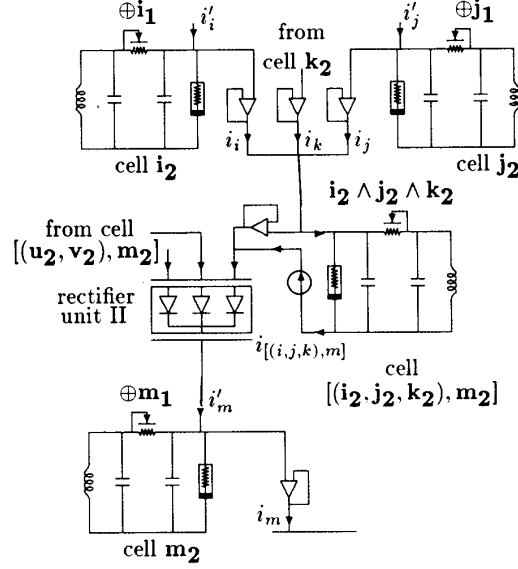 ⊕i₁
i'ᵢ
from
cell k₂
i'ⱼ
⊕j₁
iᵢ
iₖ
iⱼ
cell i₂
cell j₂
i₂ ∧ j₂ ∧ k₂
from cell
[(u₂, v₂), m₂]
rectifier
unit II
i[(i,j,k),m]
cell
[(i₂, j₂, k₂), m₂]
⊕m₁
i'ₘ
iₘ
cell m₂